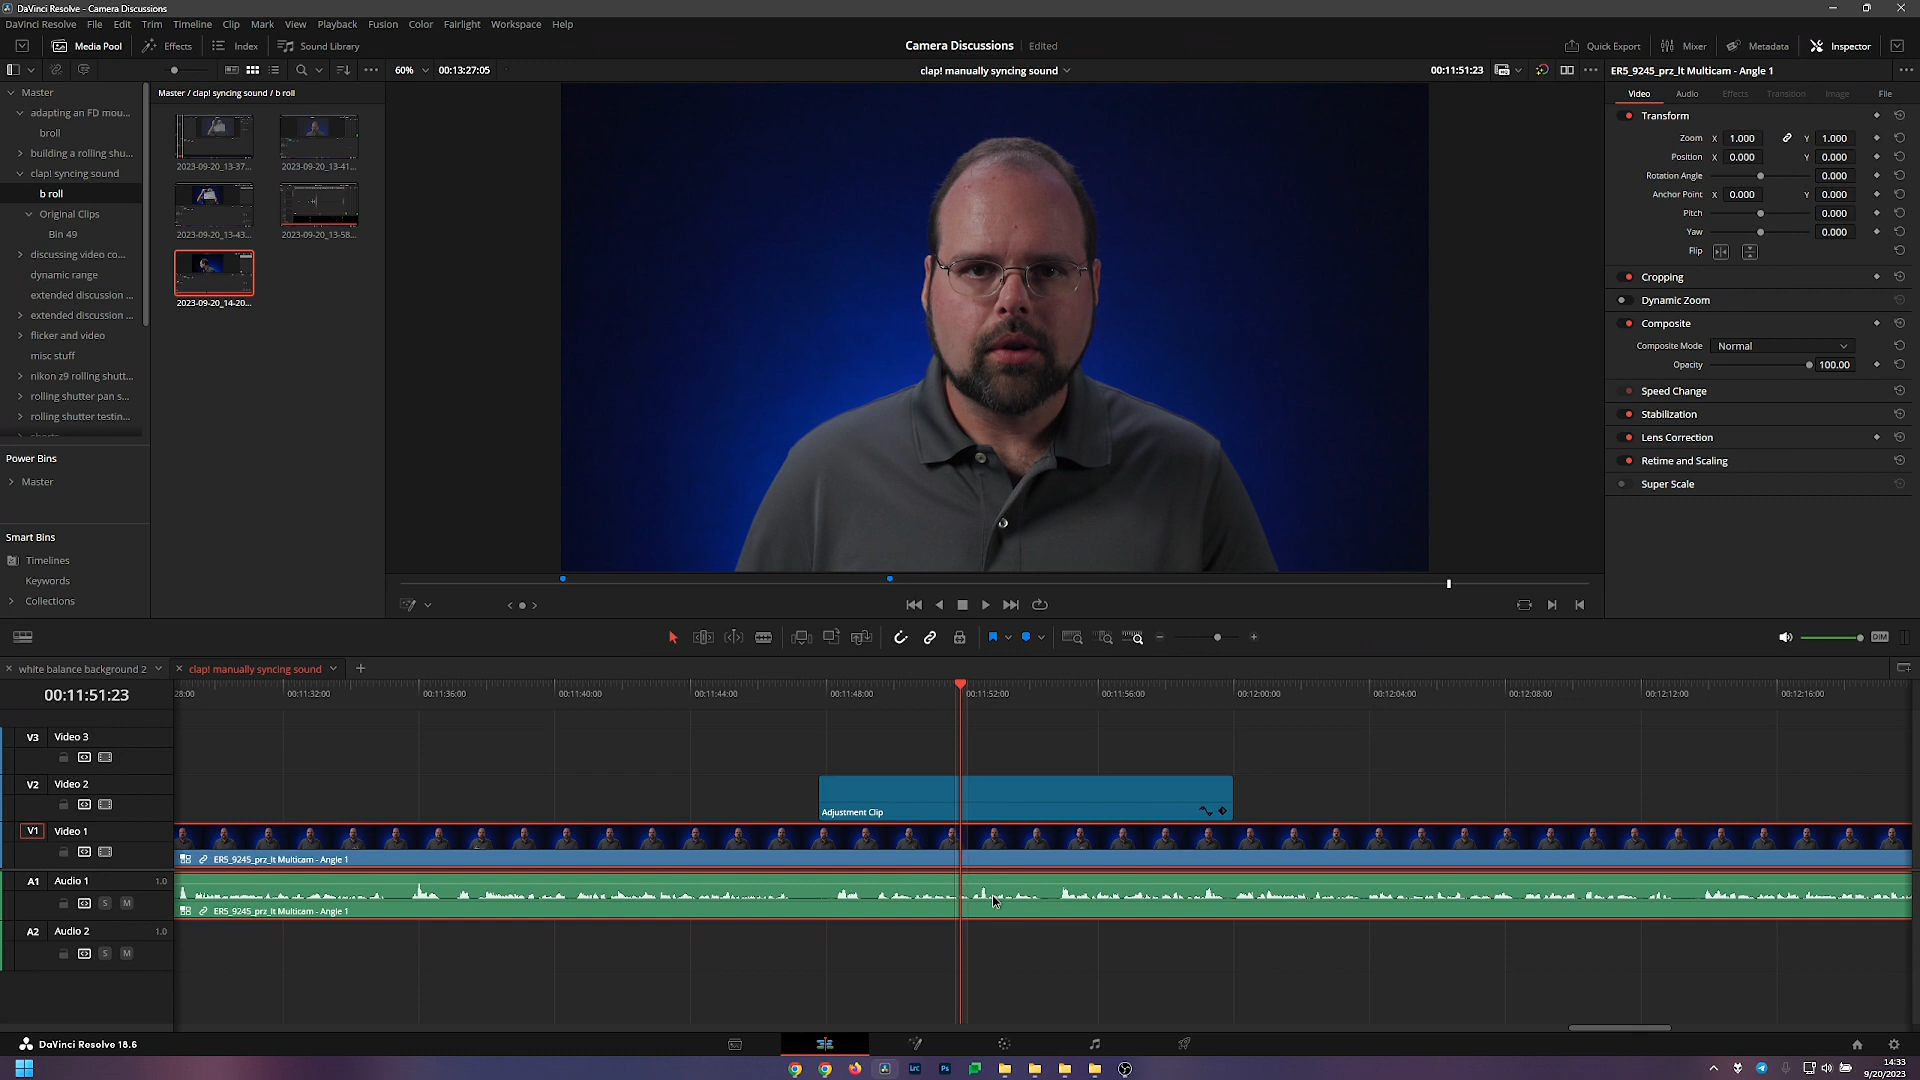 DaVinci Resolve - Camera Discussions
DaVinci Resolve File Edit Trim Timeline Clip Mark View Playback Fusion Color Fairlight Workspace Help
Media Pool Effects Index Sound Library
Camera Discussions Edited
Quick Export Mixer Metadata Inspector
60% 00:13:27:05
clap! manually syncing sound
00:11:51:23
ER5_9245_prz_lt Multicam - Angle 1
Master
adapting an FD mou...
broll
building a rolling shu...
clap! syncing sound
b roll
Original Clips
Bin 49
discussing video co...
dynamic range
extended discussion ...
extended discussion ...
flicker and video
misc stuff
nikon z9 rolling shutt...
rolling shutter pan s...
rolling shutter testin...
Power Bins
Master
Smart Bins
Timelines
Keywords
Collections
Master / clap! syncing sound / b roll
2023-09-20_13-37...
2023-09-20_13-41...
2023-09-20_13-43...
2023-09-20_13-58...
2023-09-20_14-20...
Video Audio Effects Transition Image File
Transform
Zoom X 1.000 Y 1.000
Position X 0.000 Y 0.000
Rotation Angle 0.000
Anchor Point X 0.000 Y 0.000
Pitch 0.000
Yaw 0.000
Flip
Cropping
Dynamic Zoom
Composite
Composite Mode Normal
Opacity 100.00
Speed Change
Stabilization
Lens Correction
Retime and Scaling
Super Scale
DIM
white balance background 2
clap! manually syncing sound
00:11:51:23
28:00 00:11:32:00 00:11:36:00 00:11:40:00 00:11:44:00 00:11:48:00 00:11:52:00 00:11:56:00 00:12:00:00 00:12:04:00 00:12:08:00 00:12:12:00 00:12:16:00
V3 Video 3
V2 Video 2
Adjustment Clip
V1 Video 1
ER5_9245_prz_lt Multicam - Angle 1
A1 Audio 1 1.0
S M
ER5_9245_prz_lt Multicam - Angle 1
A2 Audio 2 1.0
S M
DaVinci Resolve 18.6
Lrc
Ps
14:33
9/20/2023